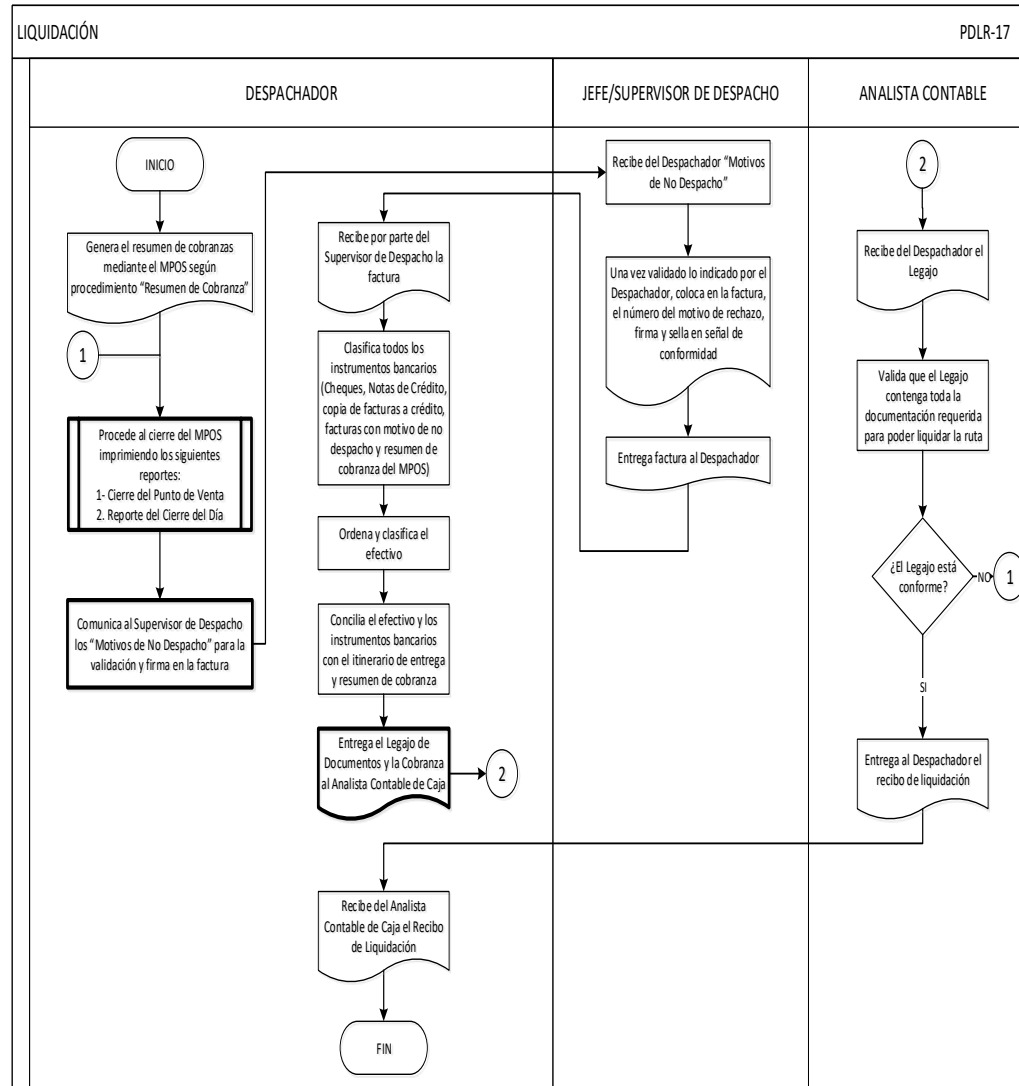 LIQUIDACIÓN
PDLR-17
DESPACHADOR
JEFE/SUPERVISOR DE DESPACHO
ANALISTA CONTABLE
INICIO
Genera el resumen de cobranzas
mediante el MPOS según
procedimiento “Resumen de Cobranza”
1
Procede al cierre del MPOS
imprimiendo los siguientes
reportes:
1- Cierre del Punto de Venta
2. Reporte del Cierre del Día
Comunica al Supervisor de Despacho
los “Motivos de No Despacho” para la
validación y firma en la factura
Recibe por parte del
Supervisor de Despacho la
factura
Clasifica todos los
instrumentos bancarios
(Cheques, Notas de Crédito,
copia de facturas a crédito,
facturas con motivo de no
despacho y resumen de
cobranza del MPOS)
Ordena y clasifica el
efectivo
Concilia el efectivo y los
instrumentos bancarios
con el itinerario de entrega
y resumen de cobranza
Entrega el Legajo de
Documentos y la Cobranza
al Analista Contable de Caja
2
Recibe del Analista
Contable de Caja el Recibo
de Liquidación
FIN
Recibe del Despachador “Motivos
de No Despacho”
Una vez validado lo indicado por el
Despachador, coloca en la factura,
el número del motivo de rechazo,
firma y sella en señal de
conformidad
Entrega factura al Despachador
2
Recibe del Despachador el
Legajo
Valida que el Legajo
contenga toda la
documentación requerida
para poder liquidar la ruta
¿El Legajo está
conforme?
NO
1
SI
Entrega al Despachador el
recibo de liquidación